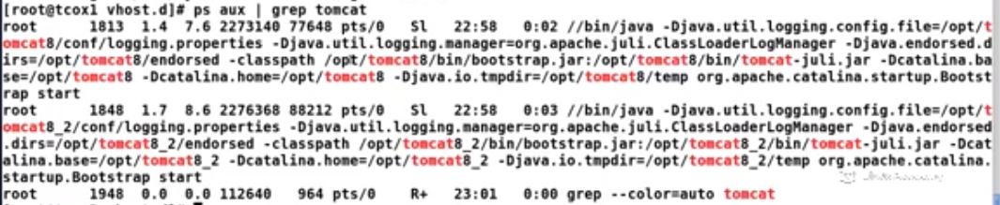 [root@tcox1 vhost.d]# ps aux | grep tomcat
root      1813  1.4  7.6 2273140 77648 pts/0   Sl   22:58   0:02 //bin/java -Djava.util.logging.config.file=/opt/t
omcat8/conf/logging.properties -Djava.util.logging.manager=org.apache.juli.ClassLoaderLogManager -Djava.endorsed.d
irs=/opt/tomcat8/endorsed -classpath /opt/tomcat8/bin/bootstrap.jar:/opt/tomcat8/bin/tomcat-juli.jar -Dcatalina.ba
se=/opt/tomcat8 -Dcatalina.home=/opt/tomcat8 -Djava.io.tmpdir=/opt/tomcat8/temp org.apache.catalina.startup.Bootst
rap start
root      1848  1.7  8.6 2276368 88212 pts/0   Sl   22:58   0:03 //bin/java -Djava.util.logging.config.file=/opt/t
omcat8_2/conf/logging.properties -Djava.util.logging.manager=org.apache.juli.ClassLoaderLogManager -Djava.endorsed
.dirs=/opt/tomcat8_2/endorsed -classpath /opt/tomcat8_2/bin/bootstrap.jar:/opt/tomcat8_2/bin/tomcat-juli.jar -Dcat
alina.base=/opt/tomcat8_2 -Dcatalina.home=/opt/tomcat8_2 -Djava.io.tmpdir=/opt/tomcat8_2/temp org.apache.catalina.
startup.Bootstrap start
root      1948  0.0  0.0 112640   964 pts/0    R+   23:01   0:00 grep --color=auto tomcat